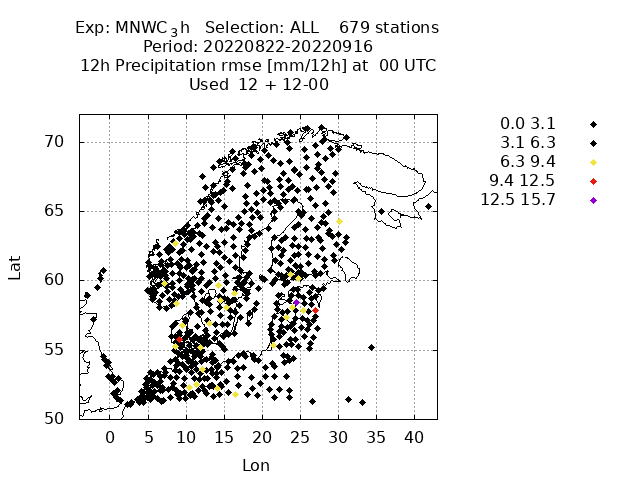 Exp: MNWC3h   Selection: ALL    679 stations
Period: 20220822-20220916
12h Precipitation rmse [mm/12h] at  00 UTC
Used  12 + 12-00
0.0 3.1
3.1 6.3
6.3 9.4
9.4 12.5
12.5 15.7
70
65
60
55
50
Lat
0 5 10 15 20 25 30 35 40
Lon